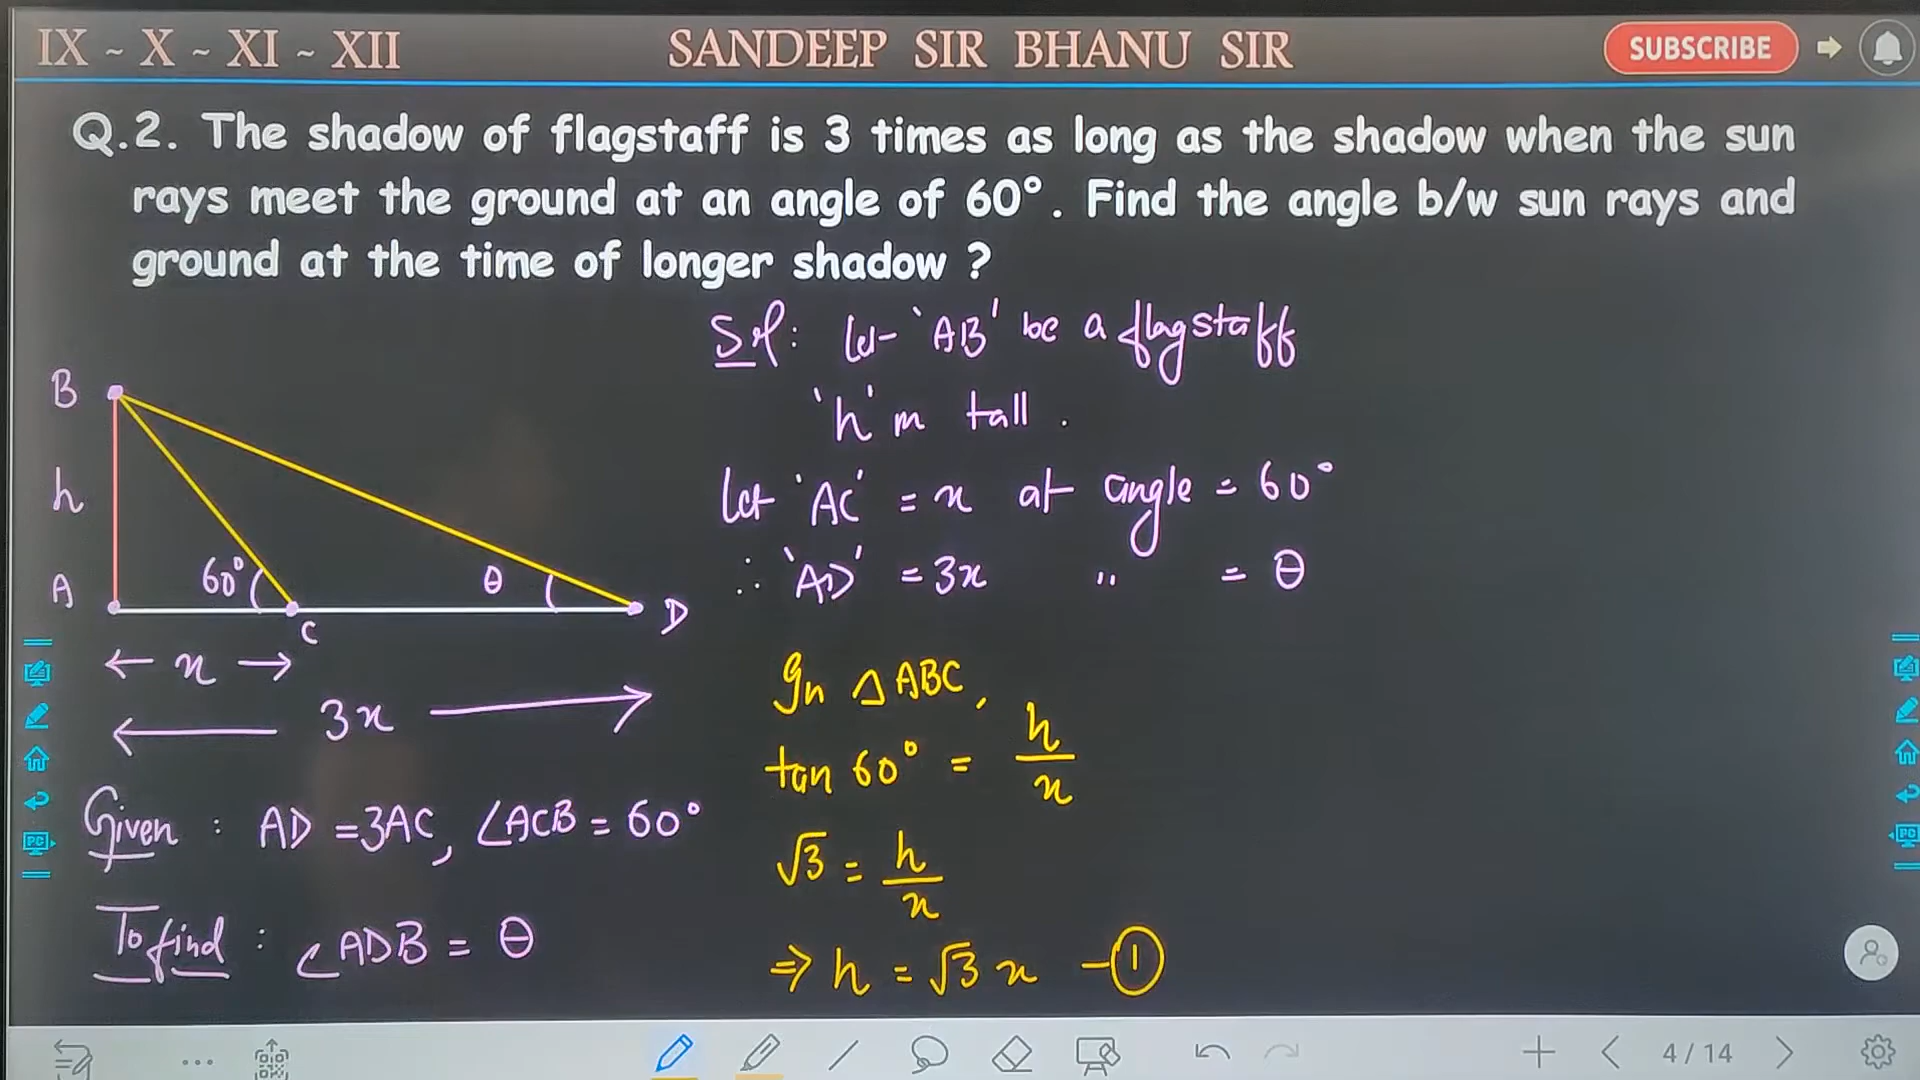 IX ~ X ~ XI ~ XII
SANDEEP SIR BHANU SIR
SUBSCRIBE
Q.2. The shadow of flagstaff is 3 times as long as the shadow when the sun
rays meet the ground at an angle of 60°. Find the angle b/w sun rays and
ground at the time of longer shadow ?
B
h
A
60°
θ
C
D
x
3x
Given : AD = 3AC, ∠ACB = 60°
To find : ∠ADB = θ
Sol: Let 'AB' be a flagstaff
'h' m tall .
Let 'AC' = x at angle = 60°
∴ 'AD' = 3x " = θ
In △ABC,
tan 60° = h/x
√3 = h/x
⇒ h = √3 x –①
PC
PC
4 / 14